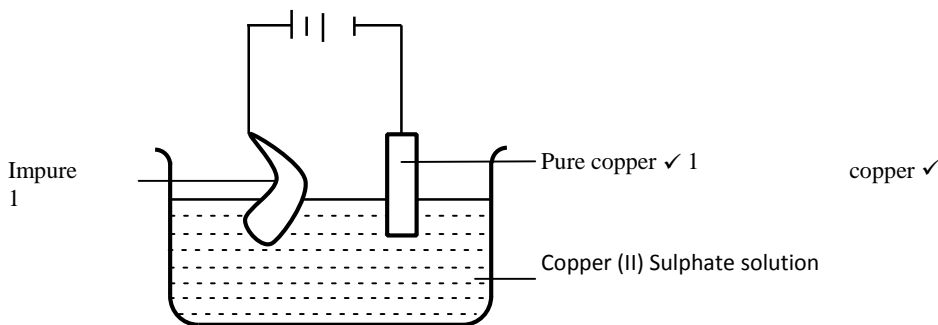 Impure
1
Pure copper ✓ 1
copper ✓
Copper (II) Sulphate solution